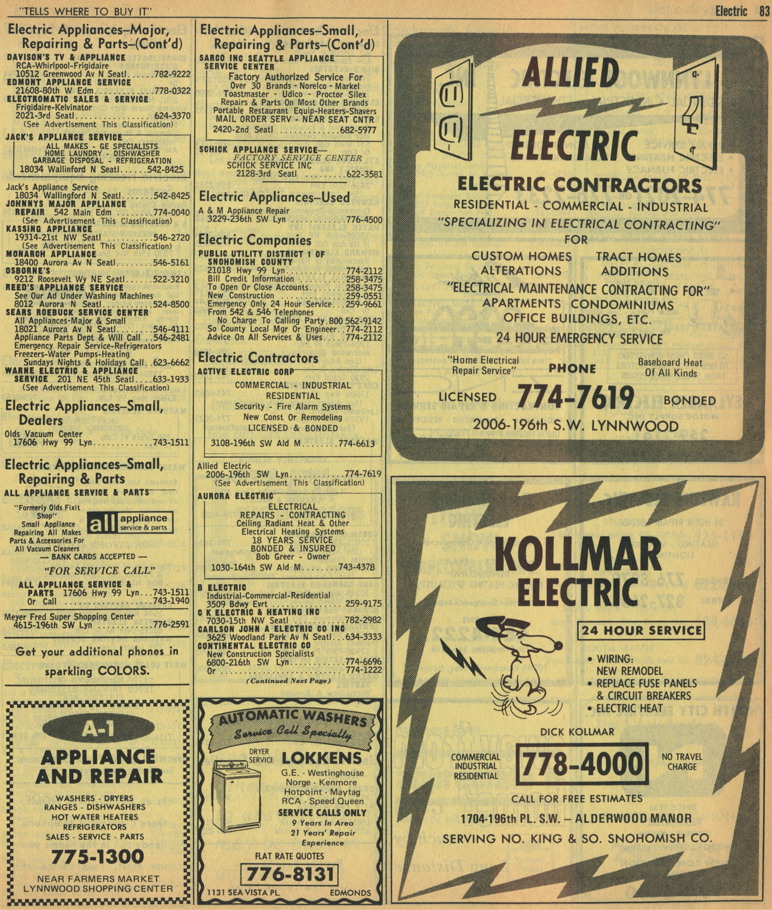 "TELLS WHERE TO BUY IT"
Electric 83
Electric Appliances—Major,
Repairing & Parts—(Cont'd)
DAVISON'S TV & APPLIANCE
RCA-Whirlpool-Frigidaire
10512 Greenwood Av N Seatl.....782-9222
EDMONT APPLIANCE SERVICE
21608-80th W Edm.....778-0322
ELECTROMATIC SALES & SERVICE
Frigidaire-Kelvinator
2021-3rd Seatl.....624-3370
(See Advertisement This Classification)
JACK'S APPLIANCE SERVICE
ALL MAKES - GE SPECIALISTS
HOME LAUNDRY - DISHWASHER
GARBAGE DISPOSAL - REFRIGERATION
18034 Wallinford N Seatl.....542-8425
Jack's Appliance Service
18034 Wallingford N Seatl.....542-8425
JOHNNYS MAJOR APPLIANCE
REPAIR 542 Main Edm.....774-0040
(See Advertisement This Classification)
KASSING APPLIANCE
19314-21st NW Seatl.....546-2720
(See Advertisement This Classification)
MONARCH APPLIANCE
18400 Aurora Av N Seatl.....546-5161
OSBORNE'S
9212 Roosevelt Wy NE Seatl.....522-3210
REED'S APPLIANCE SERVICE
See Our Ad Under Washing Machines
8012 Aurora N Seatl.....524-8500
SEARS ROEBUCK SERVICE CENTER
All Appliances-Major & Small
18021 Aurora Av N Seatl.....546-4111
Appliance Parts Dept & Will Call..546-2481
Emergency Repair Service-Refrigerators
Freezers-Water Pumps-Heating
Sundays Nights & Holidays Call..623-6662
WARNE ELECTRIC & APPLIANCE
SERVICE 201 NE 45th Seatl....633-1933
(See Advertisement This Classification)
Electric Appliances—Small,
Dealers
Olds Vacuum Center
17606 Hwy 99 Lyn.....743-1511
Electric Appliances—Small,
Repairing & Parts
ALL APPLIANCE SERVICE & PARTS
"Formerly Olds Fixit
Shop"
Small Appliance
Repairing All Makes
Parts & Accessories For
All Vacuum Cleaners
all appliance
service & parts
— BANK CARDS ACCEPTED —
"FOR SERVICE CALL"
ALL APPLIANCE SERVICE &
PARTS 17606 Hwy 99 Lyn...743-1511
Or Call.....743-1940
Meyer Fred Super Shopping Center
4615-196th SW Lyn.....776-2591
Get your additional phones in
sparkling COLORS.
A-1
APPLIANCE
AND REPAIR
WASHERS - DRYERS
RANGES - DISHWASHERS
HOT WATER HEATERS
REFRIGERATORS
SALES - SERVICE - PARTS
775-1300
NEAR FARMERS MARKET
LYNNWOOD SHOPPING CENTER
Electric Appliances—Small,
Repairing & Parts—(Cont'd)
SARCO INC SEATTLE APPLIANCE
SERVICE CENTER
Factory Authorized Service For
Over 30 Brands - Norelco - Markel
Toastmaster - Udico - Proctor Silex
Repairs & Parts On Most Brands
Portable Restaurant Equip-Heaters-Shavers
MAIL ORDER SERV - NEAR SEAT CNTR
2420-2nd Seatl.....682-5977
SCHICK APPLIANCE SERVICE—
FACTORY SERVICE CENTER
SCHICK SERVICE INC
2128-3rd Seatl.....622-3581
Electric Appliances—Used
A & M Appliance Repair
3229-236th SW Lyn.....776-4500
Electric Companies
PUBLIC UTILITY DISTRICT 1 OF
SNOHOMISH COUNTY
21018 Hwy 99 Lyn.....774-2112
Bill Credit Information.....258-3475
To Open Or Close Accounts.....258-3475
New Construction.....259-0551
Emergency Only 24 Hour Service..259-9661
From 542 & 546 Telephones
No Charge To Calling Party.800 562-9142
So County Local Mgr Or Engineer..774-2112
Advice On All Services & Uses....774-2112
Electric Contractors
ACTIVE ELECTRIC CORP
COMMERCIAL - INDUSTRIAL
RESIDENTIAL
Security - Fire Alarm Systems
New Const Or Remodeling
LICENSED & BONDED
3108-196th SW Ald M.....774-6613
Allied Electric
2006-196th SW Lyn.....774-7619
(See Advertisement This Classification)
AURORA ELECTRIC
ELECTRICAL
REPAIRS - CONTRACTING
Ceiling Radiant Heat & Other
Electrical Heating Systems
18 YEARS SERVICE
BONDED & INSURED
Bob Greer - Owner
1030-164th SW Ald M.....743-4378
B ELECTRIC
Industrial-Commercial-Residential
3509 Bdwy Evrt.....259-9175
C K ELECTRIC & HEATING INC
7030-15th NW Seatl.....782-2982
CARLSON JOHN A ELECTRIC CO INC
3625 Woodland Park Av N Seatl..634-3333
CONTINENTAL ELECTRIC CO
New Construction Specialists
6800-216th SW Lyn.....774-6696
Or.....774-1222
(Continued Next Page)
AUTOMATIC WASHERS
Service Call Specialty
DRYER
SERVICE
LOKKENS
G.E. - Westinghouse
Norge - Kenmore
Hotpoint - Maytag
RCA - Speed Queen
SERVICE CALLS ONLY
9 Years In Area
21 Years' Repair
Experience
FLAT RATE QUOTES
776-8131
1131 SEA VISTA PL. EDMONDS
ALLIED
ELECTRIC
ELECTRIC CONTRACTORS
RESIDENTIAL - COMMERCIAL - INDUSTRIAL
"SPECIALIZING IN ELECTRICAL CONTRACTING"
FOR
CUSTOM HOMES TRACT HOMES
ALTERATIONS ADDITIONS
"ELECTRICAL MAINTENANCE CONTRACTING FOR"
APARTMENTS CONDOMINIUMS
OFFICE BUILDINGS, ETC.
24 HOUR EMERGENCY SERVICE
"Home Electrical
Repair Service"
PHONE
Baseboard Heat
Of All Kinds
LICENSED 774-7619 BONDED
2006-196th S.W. LYNNWOOD
KOLLMAR
ELECTRIC
24 HOUR SERVICE
• WIRING:
NEW REMODEL
• REPLACE FUSE PANELS
& CIRCUIT BREAKERS
• ELECTRIC HEAT
DICK KOLLMAR
COMMERCIAL
INDUSTRIAL
RESIDENTIAL
778-4000
NO TRAVEL
CHARGE
CALL FOR FREE ESTIMATES
1704-196th PL. S.W. — ALDERWOOD MANOR
SERVING NO. KING & SO. SNOHOMISH CO.